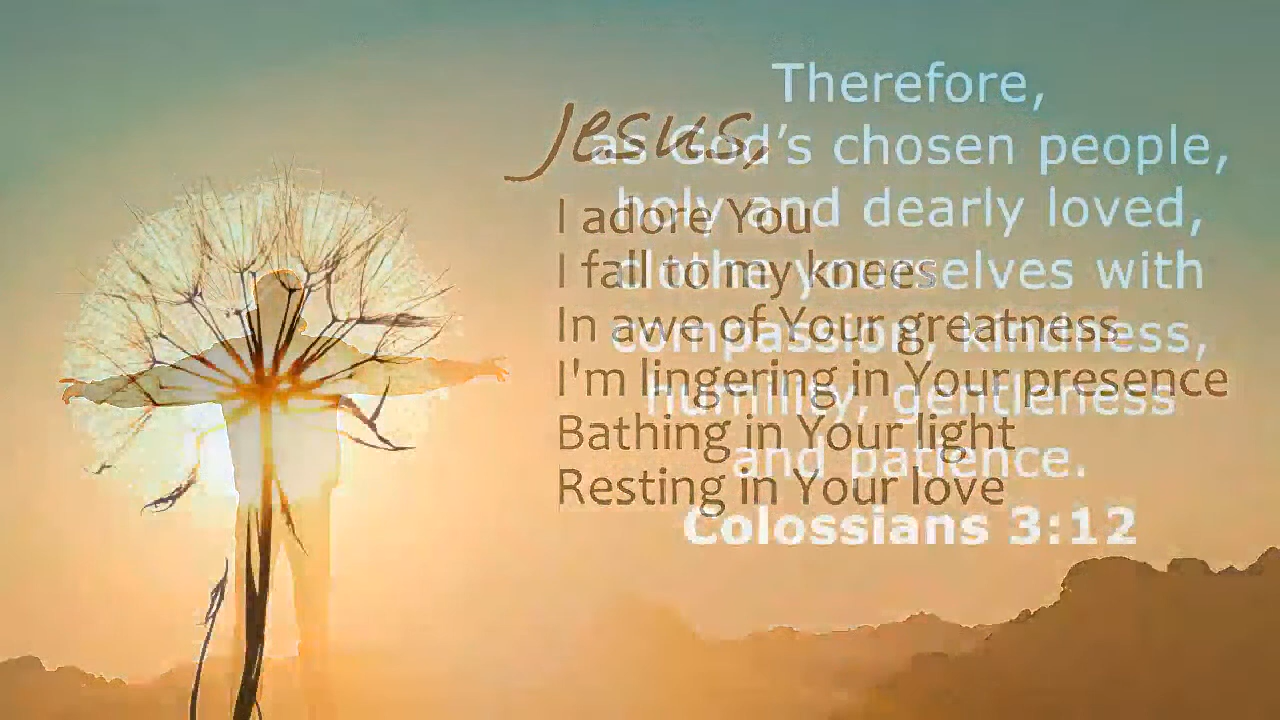 Jesus,
I adore You
I fall to my knees
In awe of Your greatness
I'm lingering in Your presence
Bathing in Your light
Resting in Your love
Therefore,
as God's chosen people,
holy and dearly loved,
clothe yourselves with
compassion, kindness,
humility, gentleness
and patience.
Colossians 3:12